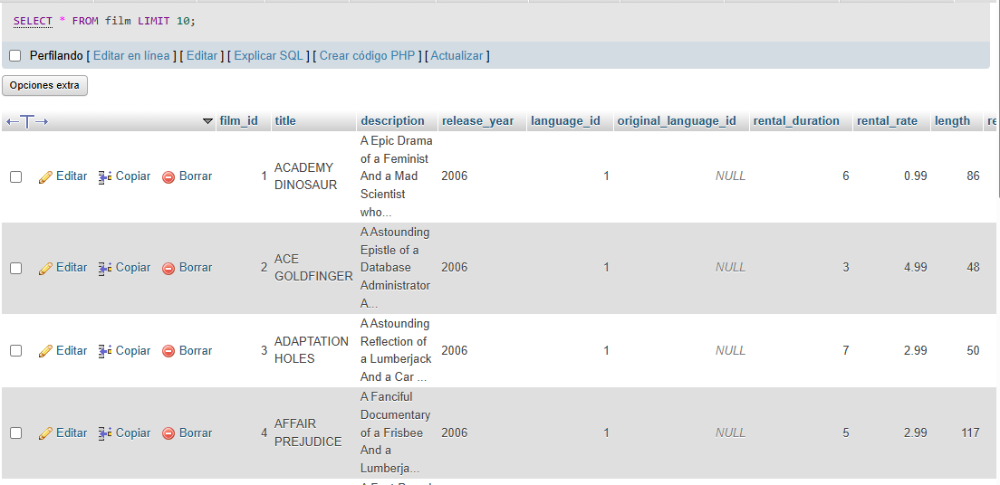 SELECT * FROM film LIMIT 10;
Perfilando [ Editar en línea ] [ Editar ] [ Explicar SQL ] [ Crear código PHP ] [ Actualizar ]
Opciones extra
film_id title description release_year language_id original_language_id rental_duration rental_rate length re
Editar Copiar Borrar 1 ACADEMY DINOSAUR A Epic Drama of a Feminist And a Mad Scientist who... 2006 1 NULL 6 0.99 86
Editar Copiar Borrar 2 ACE GOLDFINGER A Astounding Epistle of a Database Administrator A... 2006 1 NULL 3 4.99 48
Editar Copiar Borrar 3 ADAPTATION HOLES A Astounding Reflection of a Lumberjack And a Car ... 2006 1 NULL 7 2.99 50
Editar Copiar Borrar 4 AFFAIR PREJUDICE A Fanciful Documentary of a Frisbee And a Lumberja... 2006 1 NULL 5 2.99 117